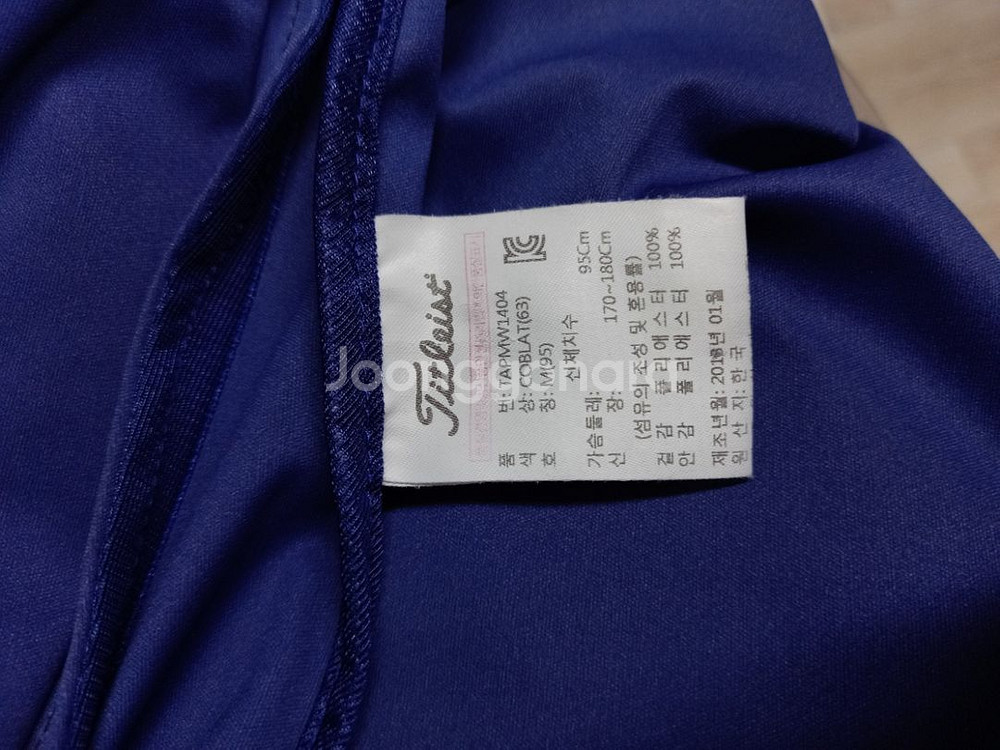 Titleist
품 번: TAPMW1404
색 상: COBLAT(63)
호 칭: M(95)
신체치수
가슴둘레: 95Cm
신 장: 170~180Cm
(섬유의 조성 및 혼용률)
겉 감 폴리에스터 100%
안 감 폴리에스터 100%
제조년월: 2018년 01월
원 산 지: 한 국